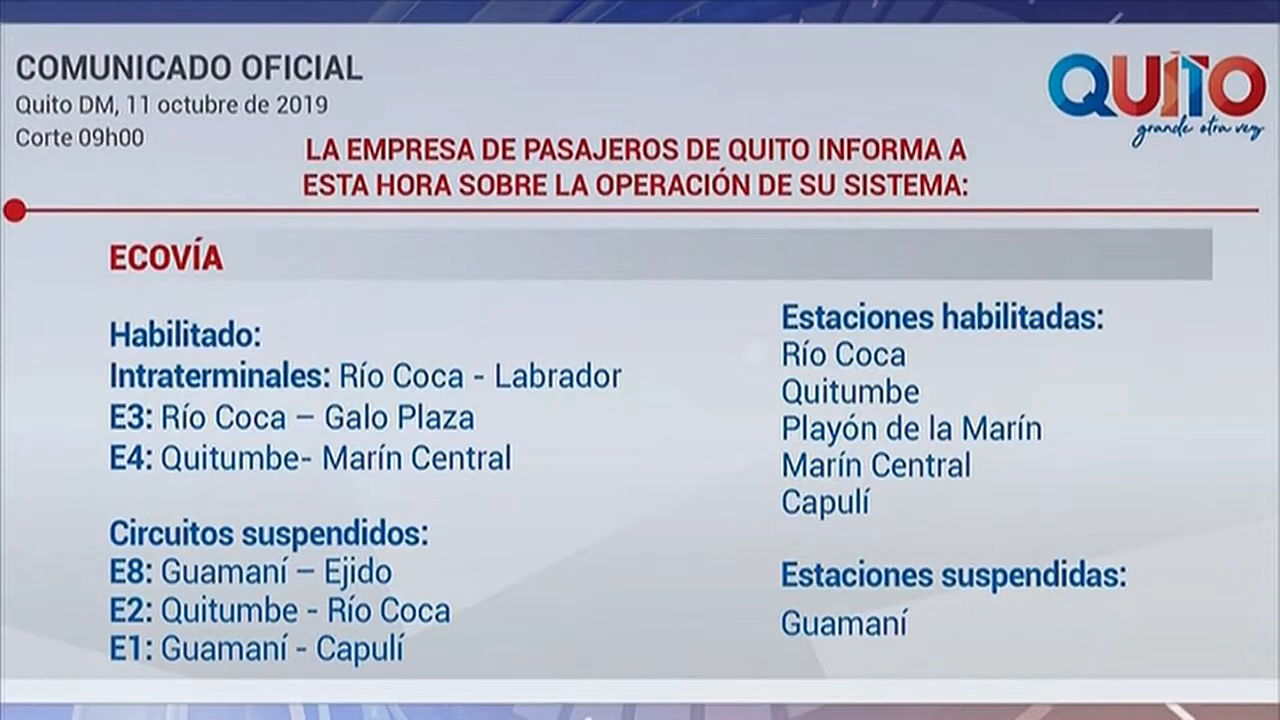 COMUNICADO OFICIAL
Quito DM, 11 octubre de 2019
Corte 09h00
QUITO
grande otra vez
LA EMPRESA DE PASAJEROS DE QUITO INFORMA A
ESTA HORA SOBRE LA OPERACIÓN DE SU SISTEMA:
ECOVÍA
Habilitado:
Intraterminales: Río Coca - Labrador
E3: Río Coca – Galo Plaza
E4: Quitumbe- Marín Central
Circuitos suspendidos:
E8: Guamaní – Ejido
E2: Quitumbe - Río Coca
E1: Guamaní - Capulí
Estaciones habilitadas:
Río Coca
Quitumbe
Playón de la Marín
Marín Central
Capulí
Estaciones suspendidas:
Guamaní